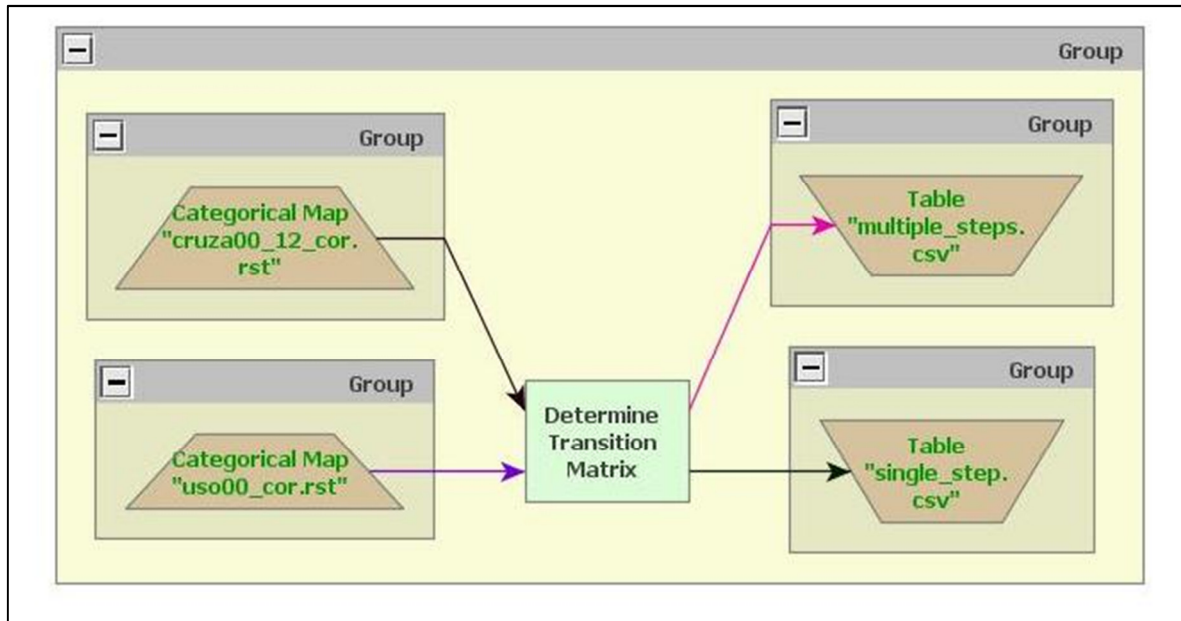 Group
Group
Categorical Map
"cruza00_12_cor.
rst"
Group
Table
"multiple_steps.
csv"
Group
Categorical Map
"uso00_cor.rst"
Determine
Transition
Matrix
Group
Table
"single_step.
csv"